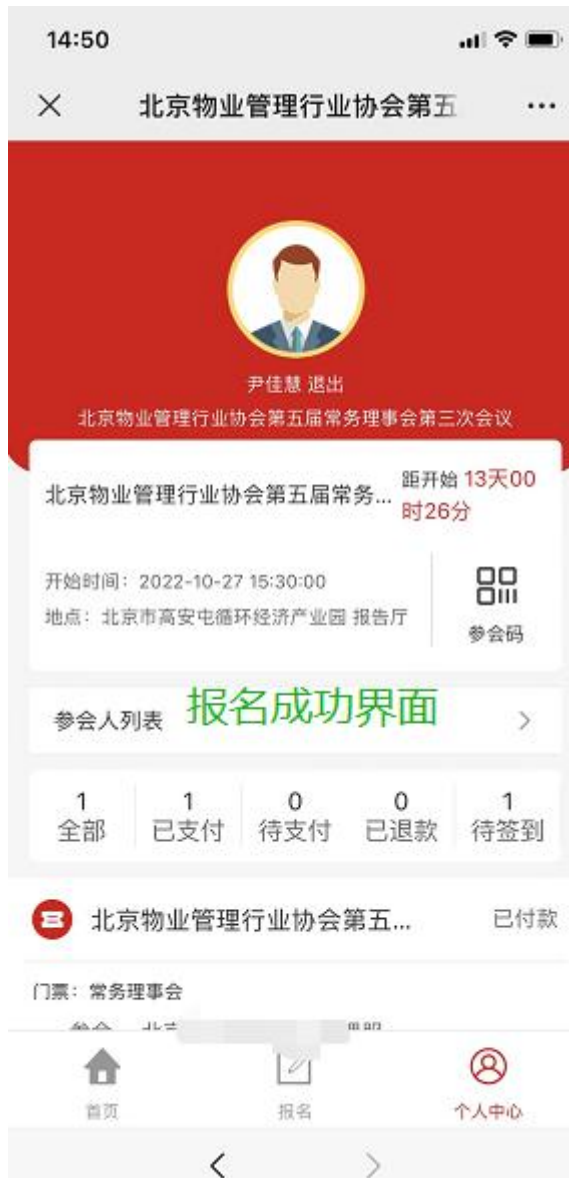 14:50
北京物业管理行业协会第五
尹佳慧 退出
北京物业管理行业协会第五届常务理事会第三次会议
北京物业管理行业协会第五届常务...
距开始 13天00
时26分
开始时间：2022-10-27 15:30:00
地点：北京市高安屯循环经济产业园 报告厅
参会码
参会人列表
报名成功界面
1 1 0 0 1
全部 已支付 待支付 已退款 待签到
北京物业管理行业协会第五... 已付款
门票：常务理事会
首页 报名 个人中心